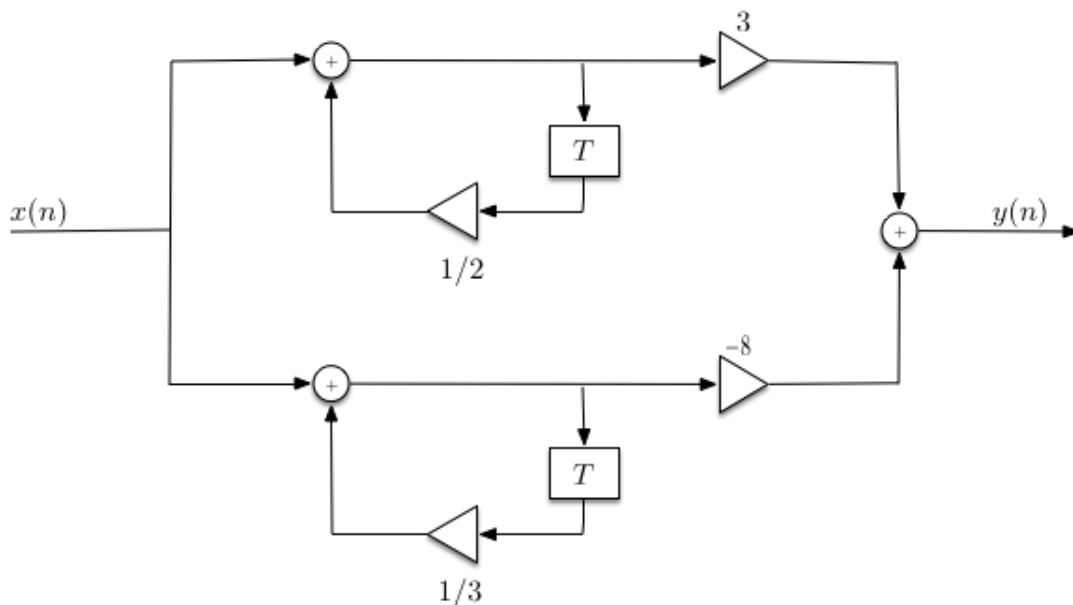 3
+
T
x(n)
1/2
+
y(n)
–8
+
T
1/3